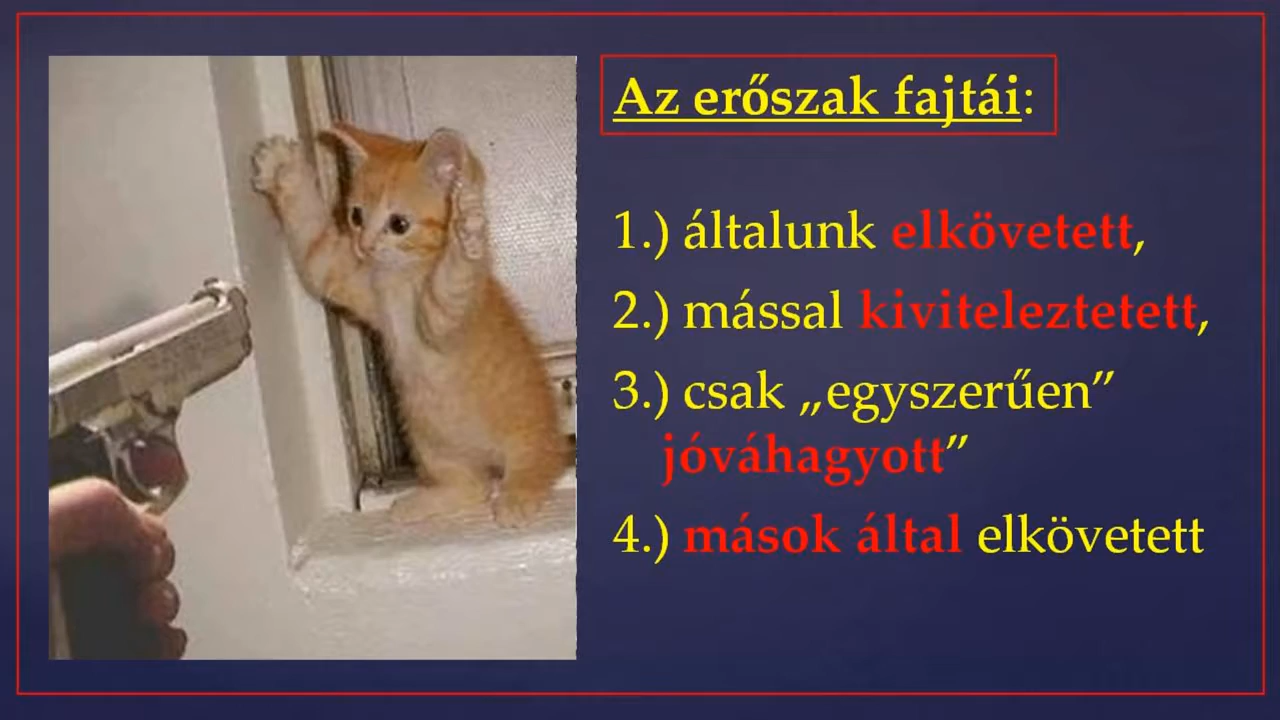 Az erőszak fajtái:
1.) általunk elkövetett,
2.) mással kiviteleztetett,
3.) csak „egyszerűen”
jóváhagyott”
4.) mások által elkövetett